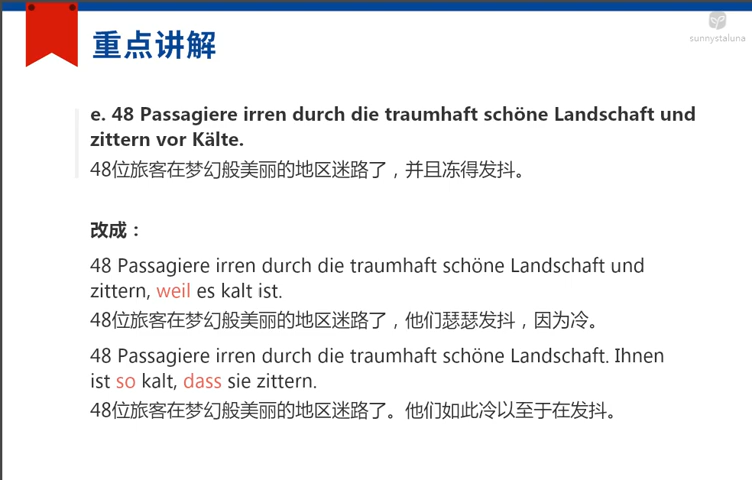 重点讲解
sunnystaluna
e. 48 Passagiere irren durch die traumhaft schöne Landschaft und
zittern vor Kälte.
48位旅客在梦幻般美丽的地区迷路了，并且冻得发抖。
改成：
48 Passagiere irren durch die traumhaft schöne Landschaft und
zittern, weil es kalt ist.
48位旅客在梦幻般美丽的地区迷路了，他们瑟瑟发抖，因为冷。
48 Passagiere irren durch die traumhaft schöne Landschaft. Ihnen
ist so kalt, dass sie zittern.
48位旅客在梦幻般美丽的地区迷路了。他们如此冷以至于在发抖。